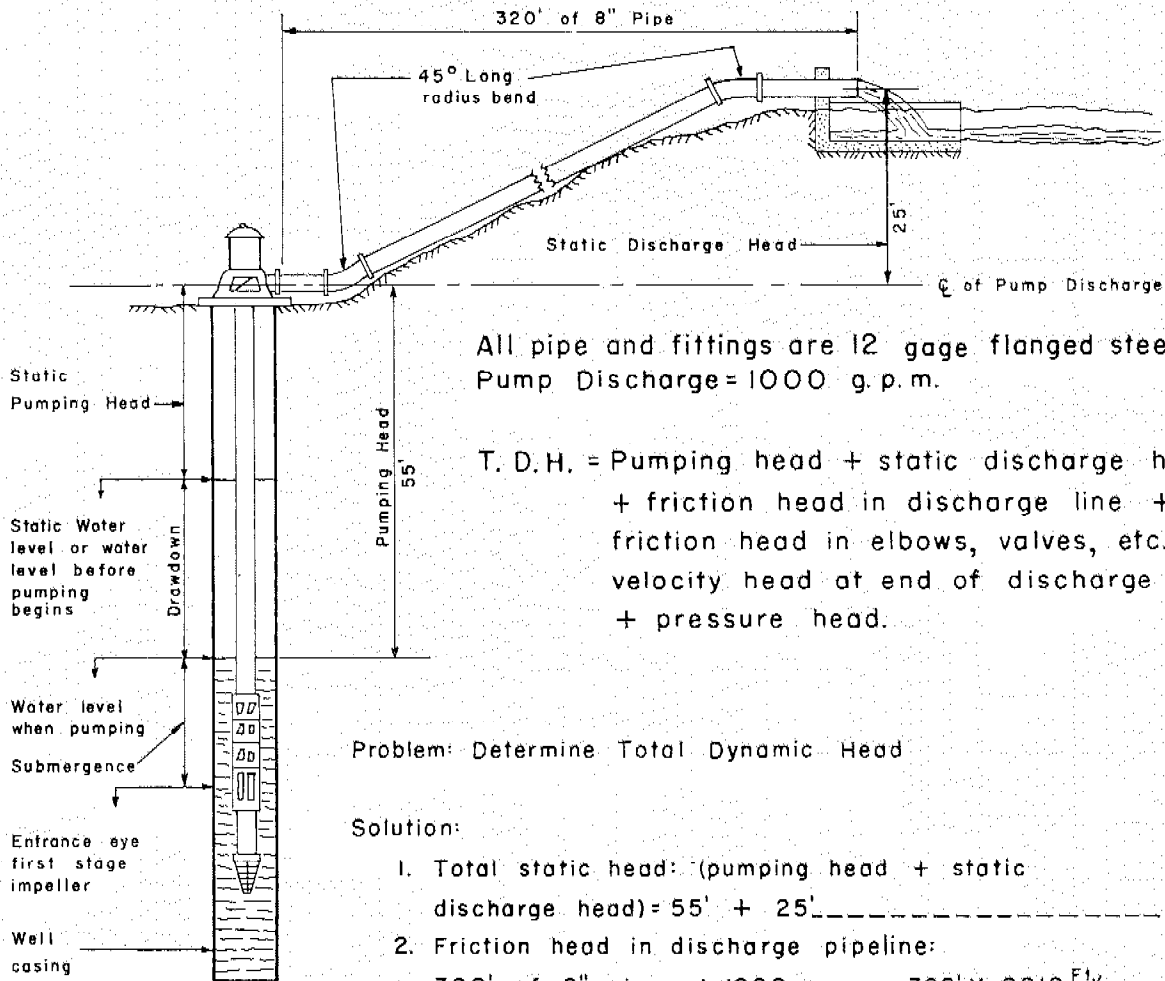 320' of 8" Pipe
45° Long
radius bend
Static Discharge Head
25'
℄ of Pump Discharge
Static
Pumping Head
Static Water
level or water
level before
pumping
begins
Drawdown
Pumping Head
55'
Water level
when pumping
Submergence
Entrance eye
first stage
impeller
Well
casing
All pipe and fittings are 12 gage flanged stee
Pump Discharge = 1000 g.p.m.
T. D. H. = Pumping head + static discharge h
+ friction head in discharge line +
friction head in elbows, valves, etc.
velocity head at end of discharge
+ pressure head.
Problem: Determine Total Dynamic Head
Solution:
1. Total static head: (pumping head + static
discharge head) = 55' + 25'
2. Friction head in discharge pipeline: